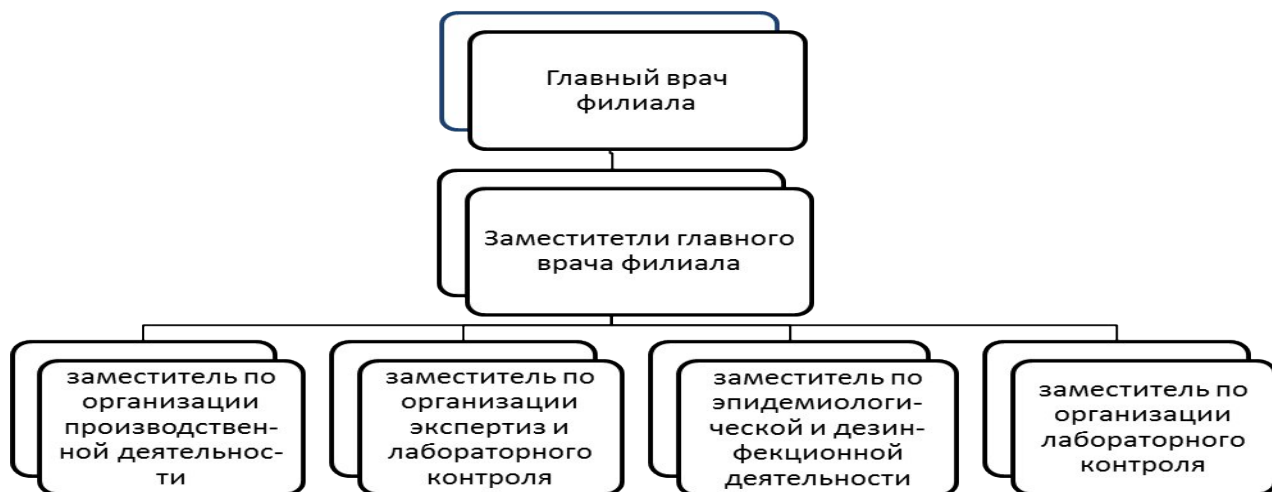 Главный врач
филиала
Заместитетли главного
врача филиала
заместитель по
организации
производствен-
ной деятельнос-
ти
заместитель по
организации
экспертиз и
лабораторного
контроля
заместитель по
эпидемиологи-
ческой и дезин-
фекционной
деятельности
заместитель по
организации
лабораторного
контроля